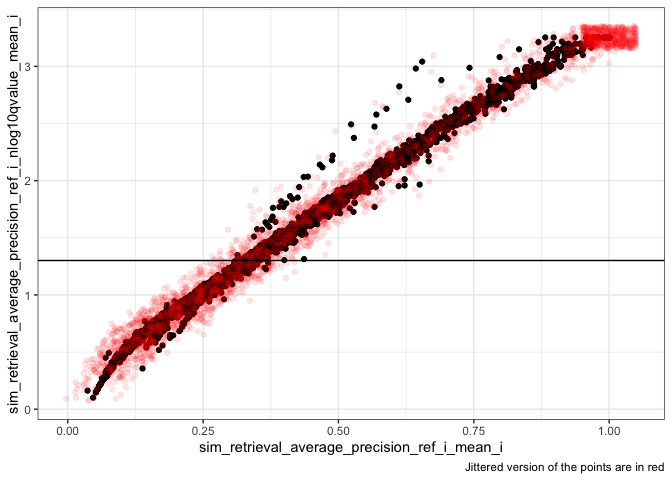 sim_retrieval_average_precision_ref_i_nlog10qvalue_mean_i
3
2
1
0
0.00 0.25 0.50 0.75 1.00
sim_retrieval_average_precision_ref_i_mean_i
Jittered version of the points are in red